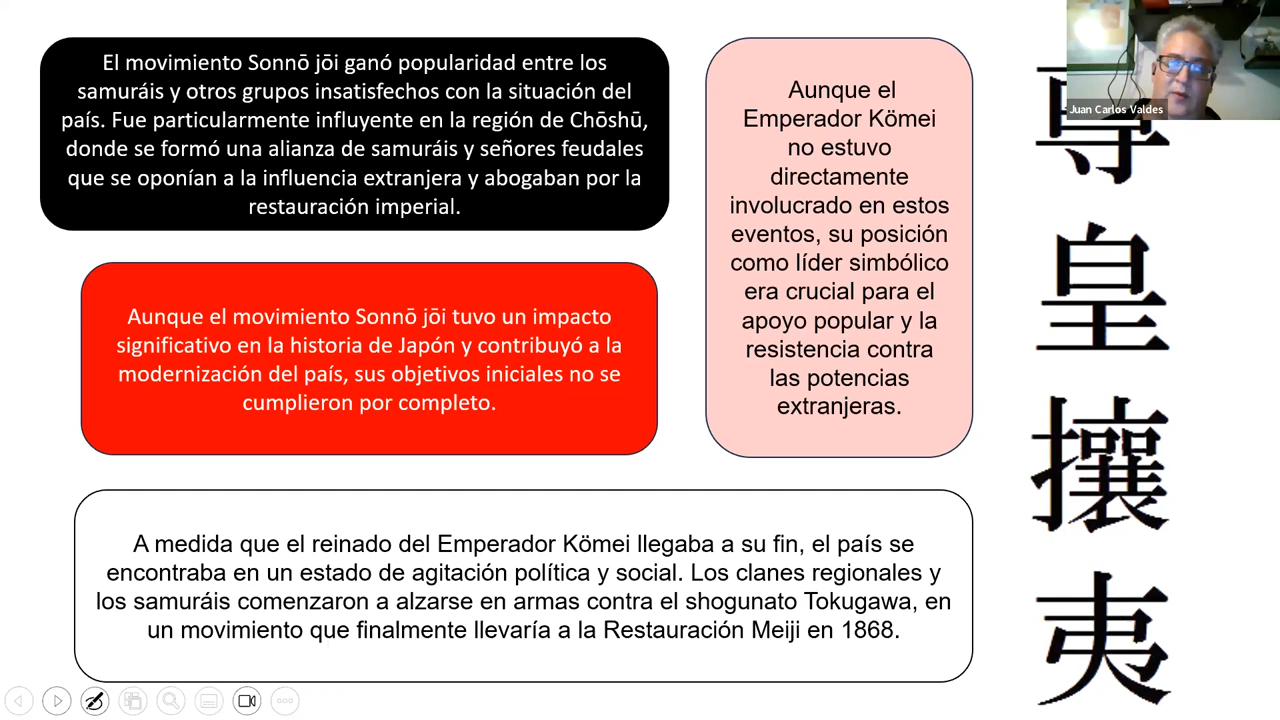 El movimiento Sonnō jōi ganó popularidad entre los
samuráis y otros grupos insatisfechos con la situación del
país. Fue particularmente influyente en la región de Chōshū,
donde se formó una alianza de samuráis y señores feudales
que se oponían a la influencia extranjera y abogaban por la
restauración imperial.
Aunque el movimiento Sonnō jōi tuvo un impacto
significativo en la historia de Japón y contribuyó a la
modernización del país, sus objetivos iniciales no se
cumplieron por completo.
Aunque el
Emperador Kömei
no estuvo
directamente
involucrado en estos
eventos, su posición
como líder simbólico
era crucial para el
apoyo popular y la
resistencia contra
las potencias
extranjeras.
A medida que el reinado del Emperador Kömei llegaba a su fin, el país se
encontraba en un estado de agitación política y social. Los clanes regionales y
los samuráis comenzaron a alzarse en armas contra el shogunato Tokugawa, en
un movimiento que finalmente llevaría a la Restauración Meiji en 1868.
Juan Carlos Valdes
尊皇攘夷